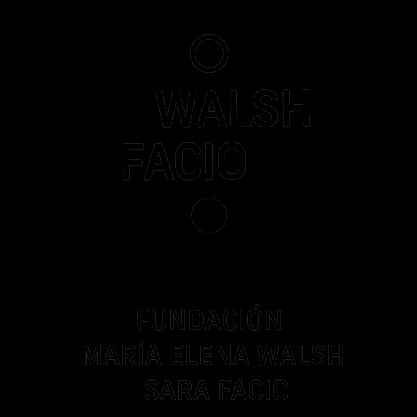 WALSH
FACIO
FUNDACIÓN
MARÍA ELENA WALSH
SARA FACIO